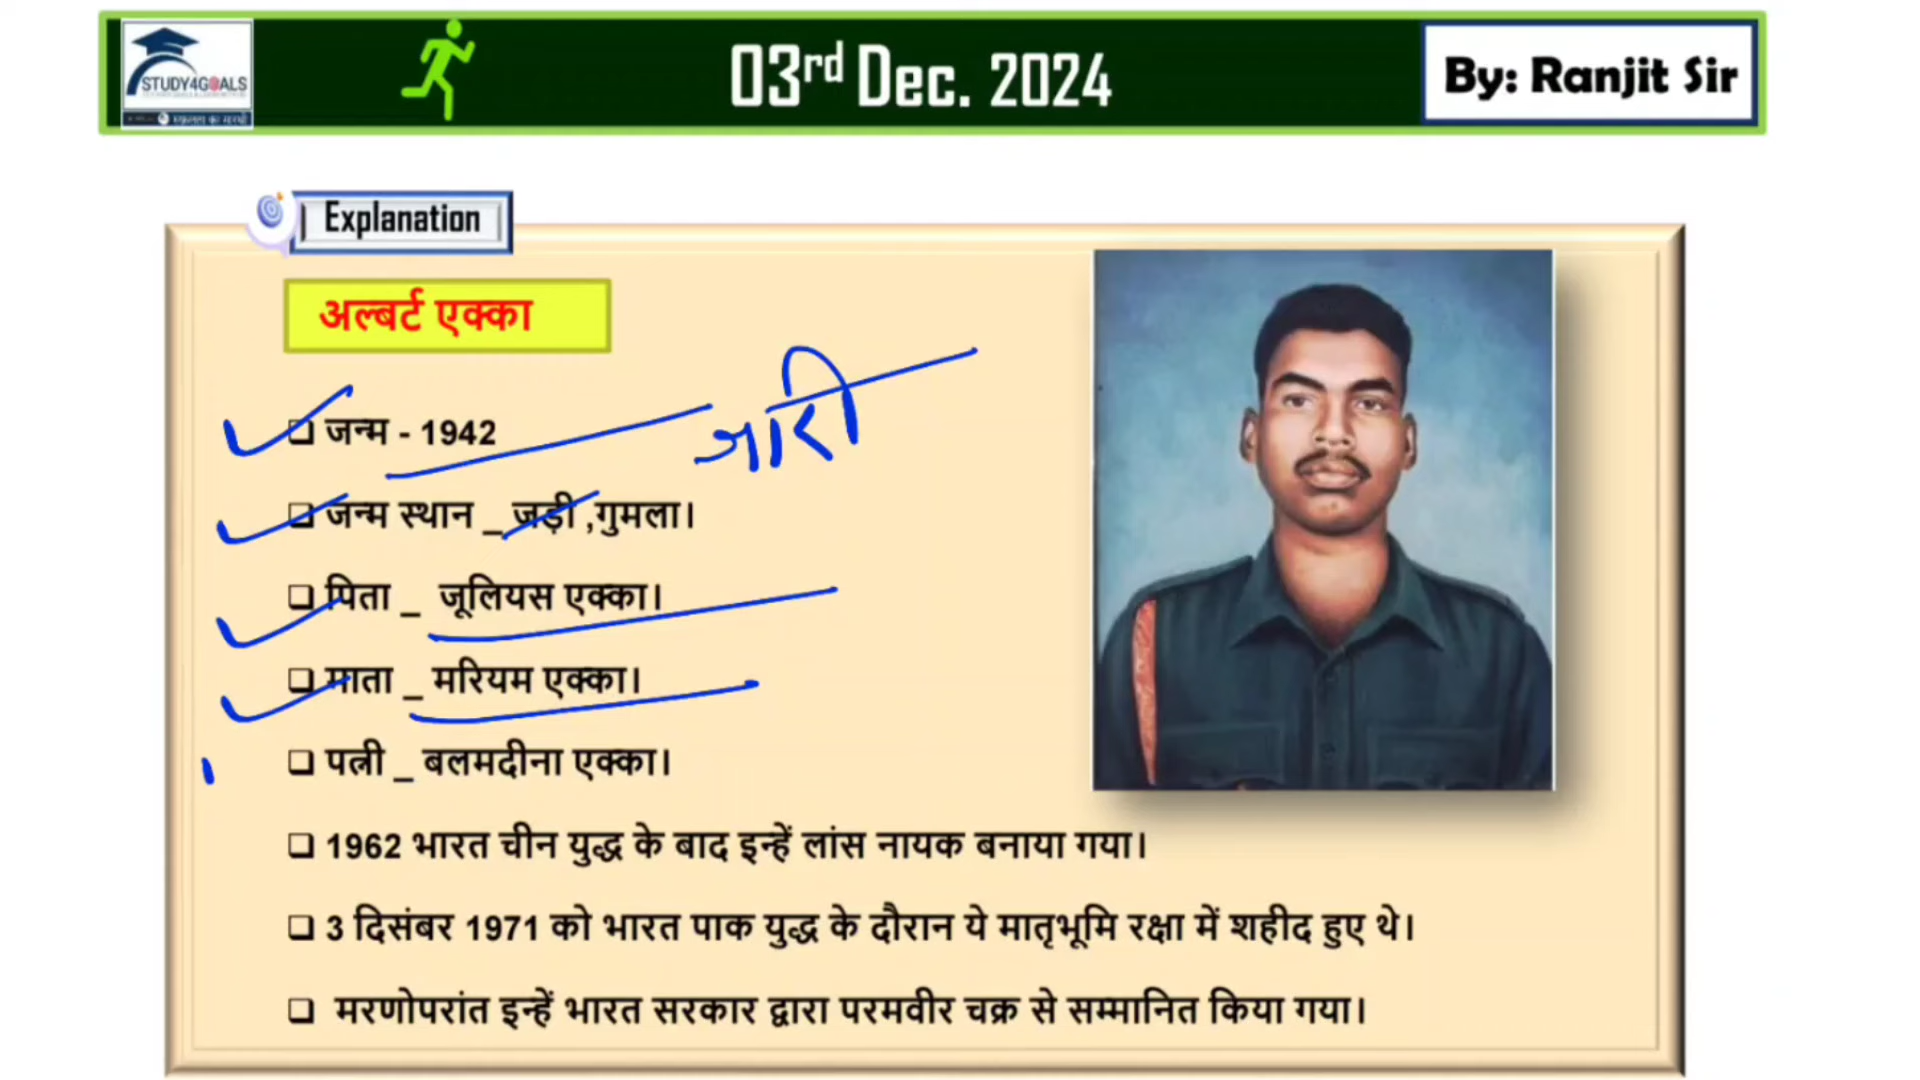 STUDY4GOALS
सफलता का सारथी
03rd Dec. 2024
By: Ranjit Sir
Explanation
अल्बर्ट एक्का
जन्म - 1942
जारी
जन्म स्थान _ जड़ी ,गुमला।
पिता _ जूलियस एक्का।
माता _ मरियम एक्का।
पत्नी _ बलमदीना एक्का।
1962 भारत चीन युद्ध के बाद इन्हें लांस नायक बनाया गया।
3 दिसंबर 1971 को भारत पाक युद्ध के दौरान ये मातृभूमि रक्षा में शहीद हुए थे।
मरणोपरांत इन्हें भारत सरकार द्वारा परमवीर चक्र से सम्मानित किया गया।